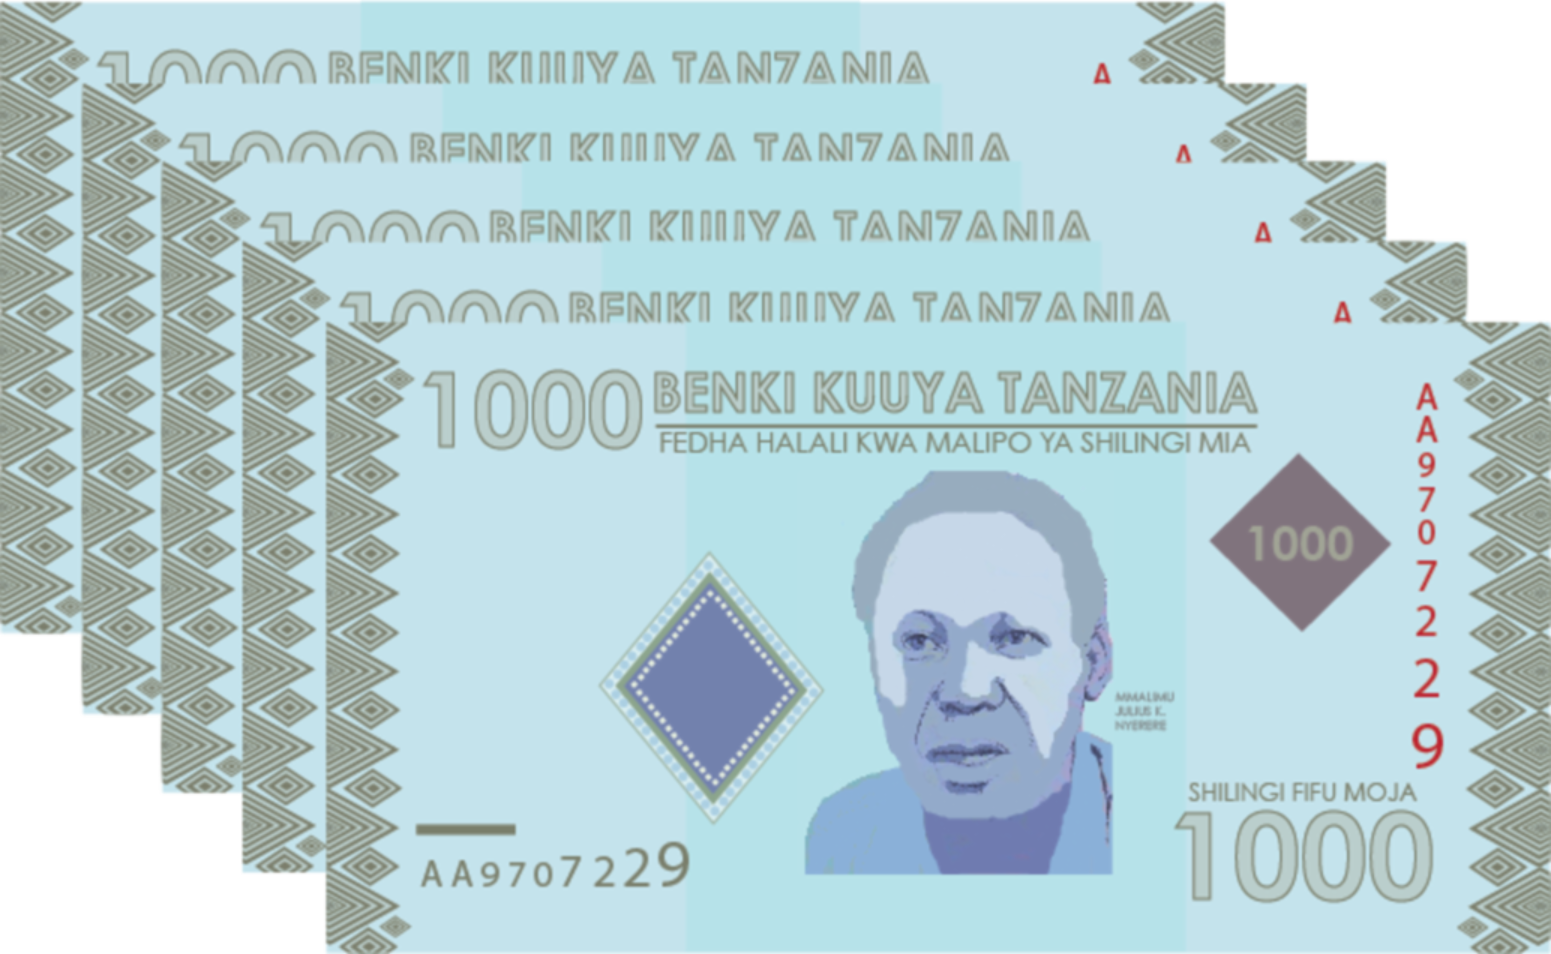 1000 BENKI KUUYA TANZANIA
A
1000 BENKI KUUYA TANZANIA
A
1000 BENKI KUUYA TANZANIA
A
1000 BENKI KUUYA TANZANIA
A
1000 BENKI KUUYA TANZANIA
FEDHA HALALI KWA MALIPO YA SHILINGI MIA
AA9707229
1000
MMALIMU
JULIUS K.
NYERERE
SHILINGI FIFU MOJA
1000
AA9707229